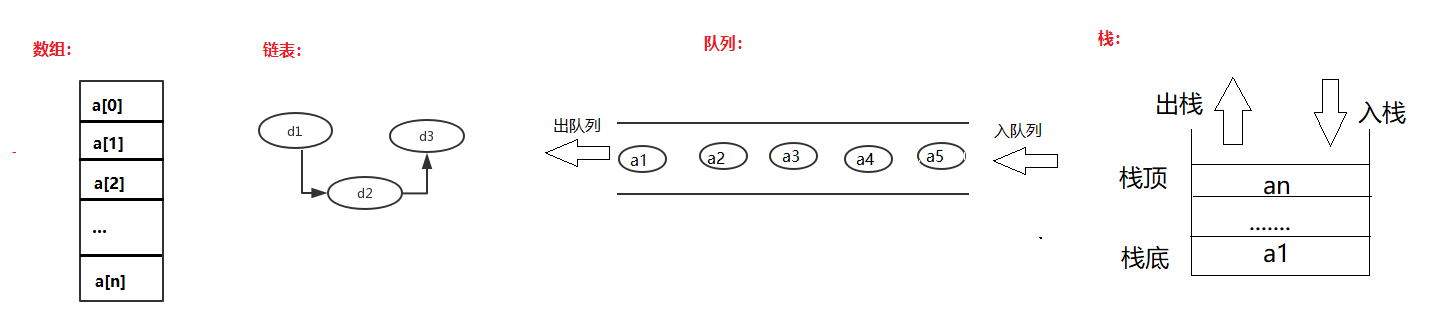 数组：
a[0]
a[1]
a[2]
...
a[n]
链表：
d1
d3
d2
队列：
出队列
a1
a2
a3
a4
a5
入队列
栈：
出栈
入栈
栈顶
an
.......
栈底
a1